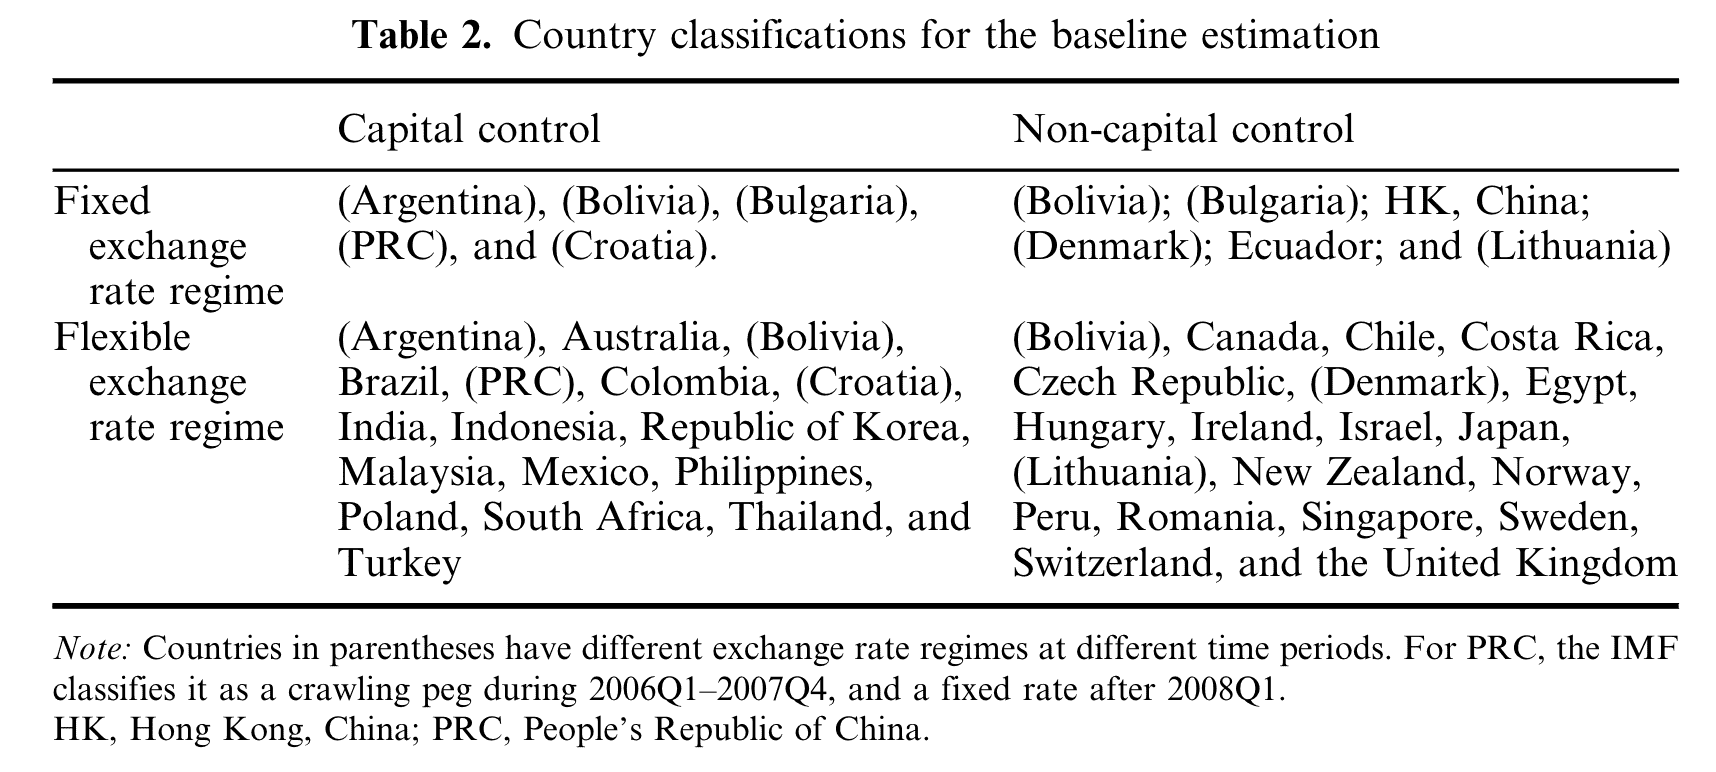 Table 2. Country classifications for the baseline estimation
Capital control Non-capital control
Fixed exchange rate regime
(Argentina), (Bolivia), (Bulgaria),
(PRC), and (Croatia).
(Bolivia); (Bulgaria); HK, China;
(Denmark); Ecuador; and (Lithuania)
Flexible exchange rate regime
(Argentina), Australia, (Bolivia),
Brazil, (PRC), Colombia, (Croatia),
India, Indonesia, Republic of Korea,
Malaysia, Mexico, Philippines,
Poland, South Africa, Thailand, and
Turkey
(Bolivia), Canada, Chile, Costa Rica,
Czech Republic, (Denmark), Egypt,
Hungary, Ireland, Israel, Japan,
(Lithuania), New Zealand, Norway,
Peru, Romania, Singapore, Sweden,
Switzerland, and the United Kingdom
Note: Countries in parentheses have different exchange rate regimes at different time periods. For PRC, the IMF
classifies it as a crawling peg during 2006Q1–2007Q4, and a fixed rate after 2008Q1.
HK, Hong Kong, China; PRC, People’s Republic of China.